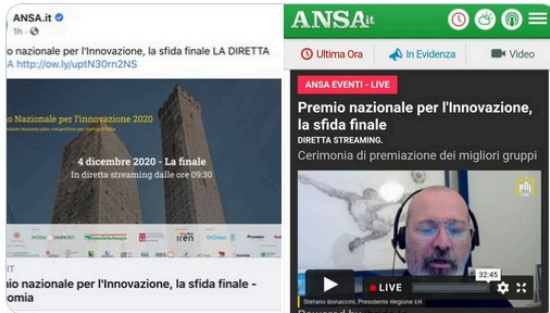 ANSA.it
1h
io nazionale per l'Innovazione, la sfida finale LA DIRETTA
A http://ow.ly/uptN30rn2NS
io Nazionale per l'innovazione 2020
4 dicembre 2020 - La finale
In diretta streaming dalle ore 09:30
iren
IT
io nazionale per l'Innovazione, la sfida finale -
omia
ANSA.it
Ultima Ora
In Evidenza
Video
ANSA EVENTI - LIVE
Premio nazionale per l'Innovazione,
la sfida finale
DIRETTA STREAMING.
Cerimonia di premiazione dei migliori gruppi
pni
32:45
LIVE
Stefano Bonaccini, Presidente Regione ER